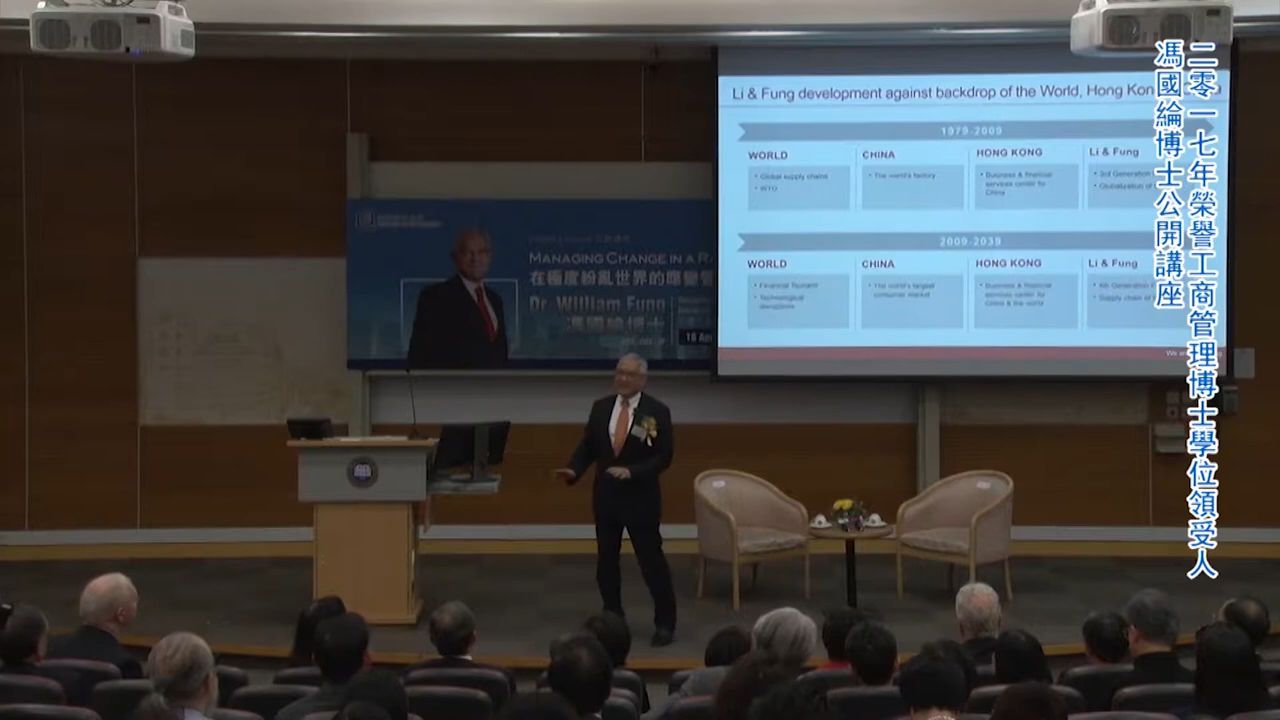 二零一七年榮譽工商管理博士學位領受人
馮國綸博士公開講座
Li & Fung development against backdrop of the World, Hong Kong
1979-2009
WORLD
• Global supply chains
• WTO
CHINA
• The world's factory
HONG KONG
• Business & financial
services center for
China
Li & Fung
• 3rd Generation
• Globalization of
2009-2039
WORLD
• Financial Tsunami
• Technological
disruptions
CHINA
• The world's largest
consumer market
HONG KONG
• Business & financial
services center for
China & the world
Li & Fung
• 4th Generation
Supply chain of
MANAGING CHANGE IN A RA
在極度紛亂世界的應變管
Dr. William Fung
馮國綸博士
18 Apr